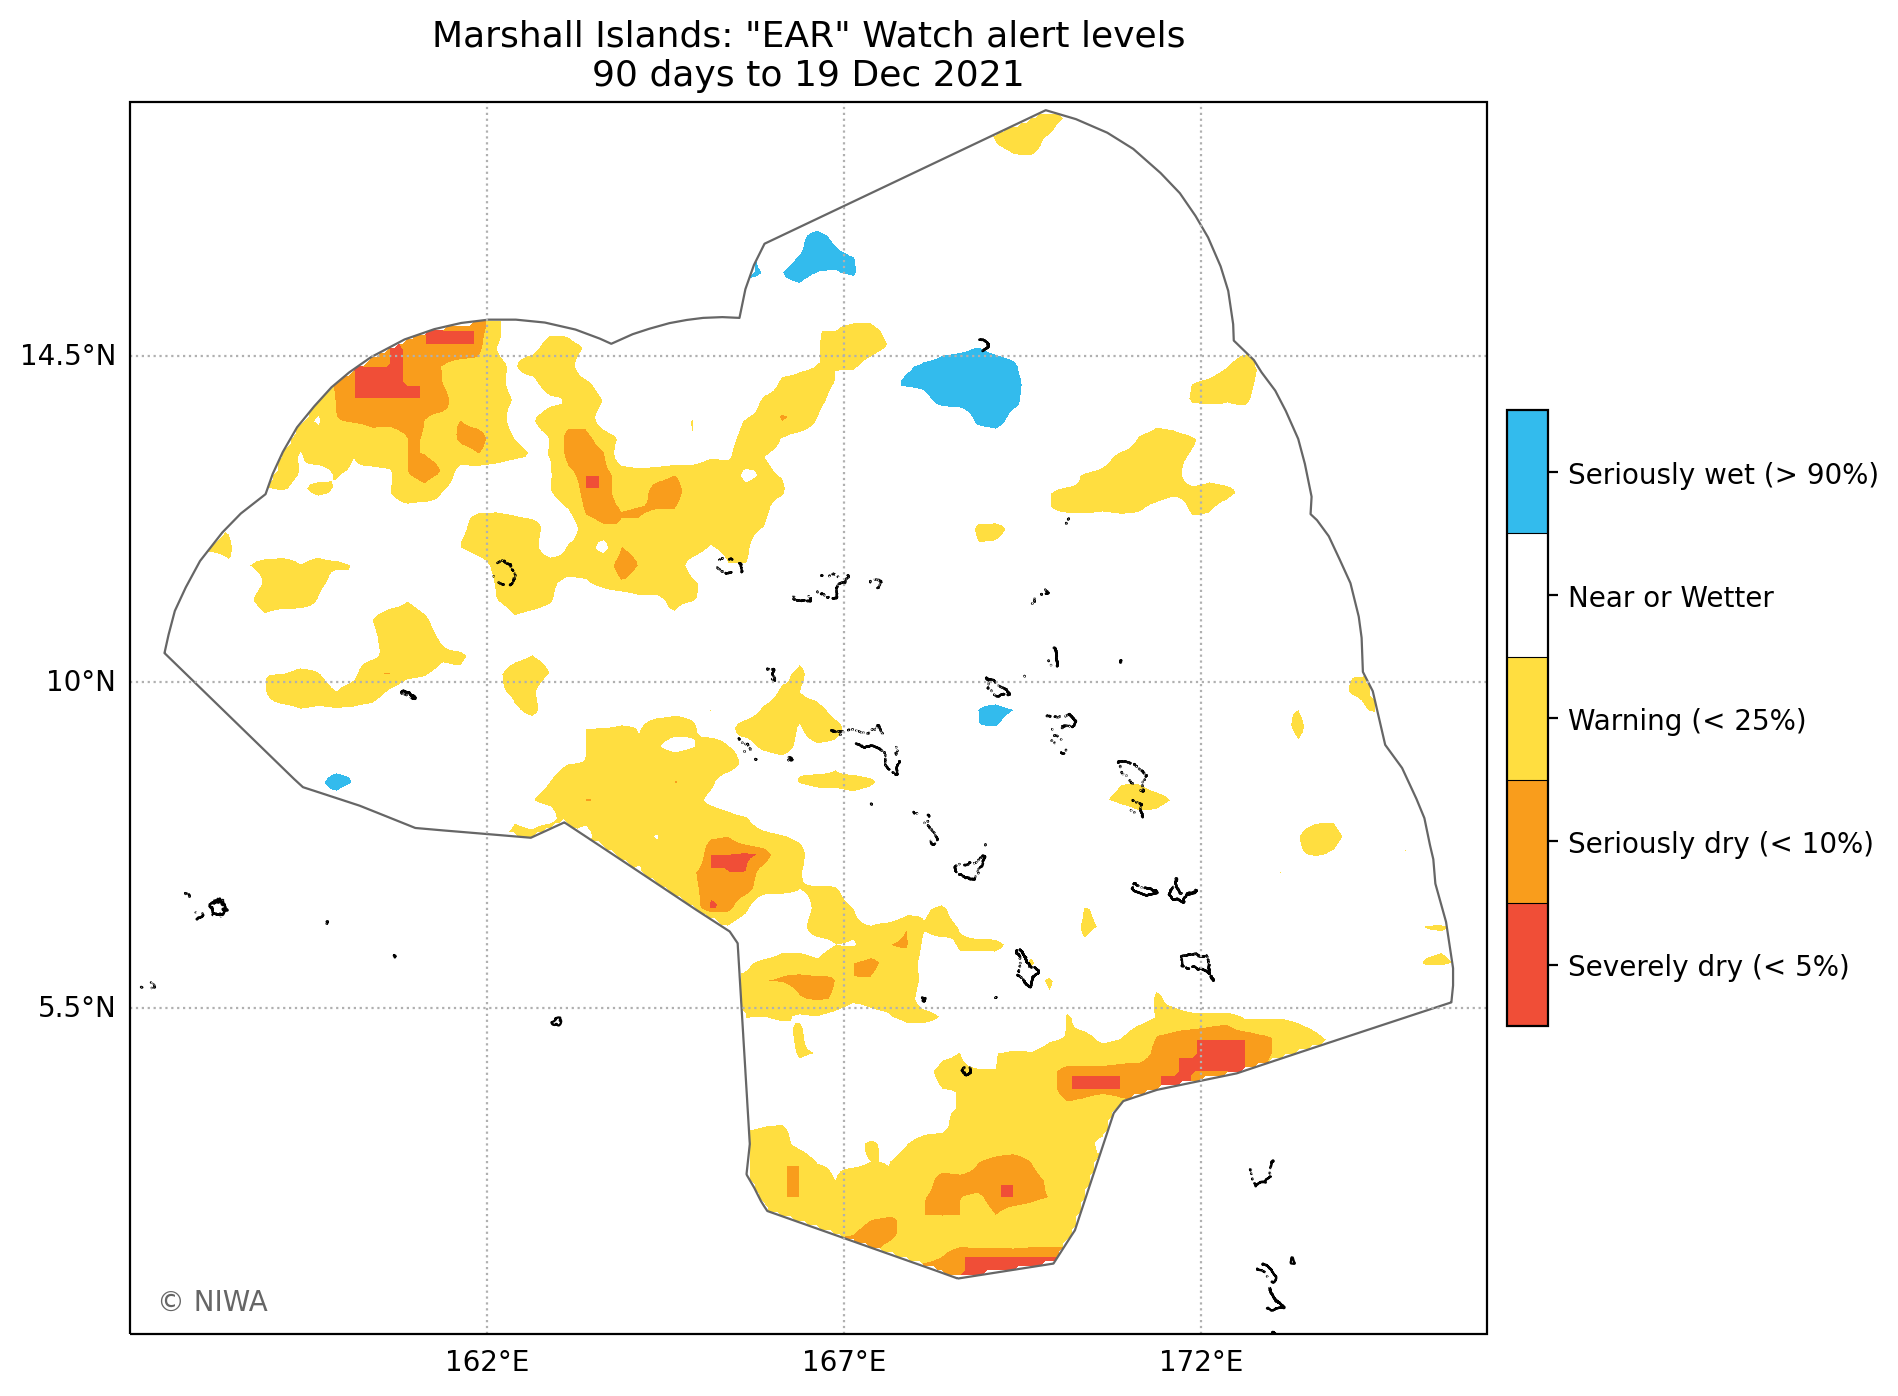 Marshall Islands: "EAR" Watch alert levels
90 days to 19 Dec 2021
14.5°N
10°N
5.5°N
162°E
167°E
172°E
Seriously wet (> 90%)
Near or Wetter
Warning (< 25%)
Seriously dry (< 10%)
Severely dry (< 5%)
© NIWA